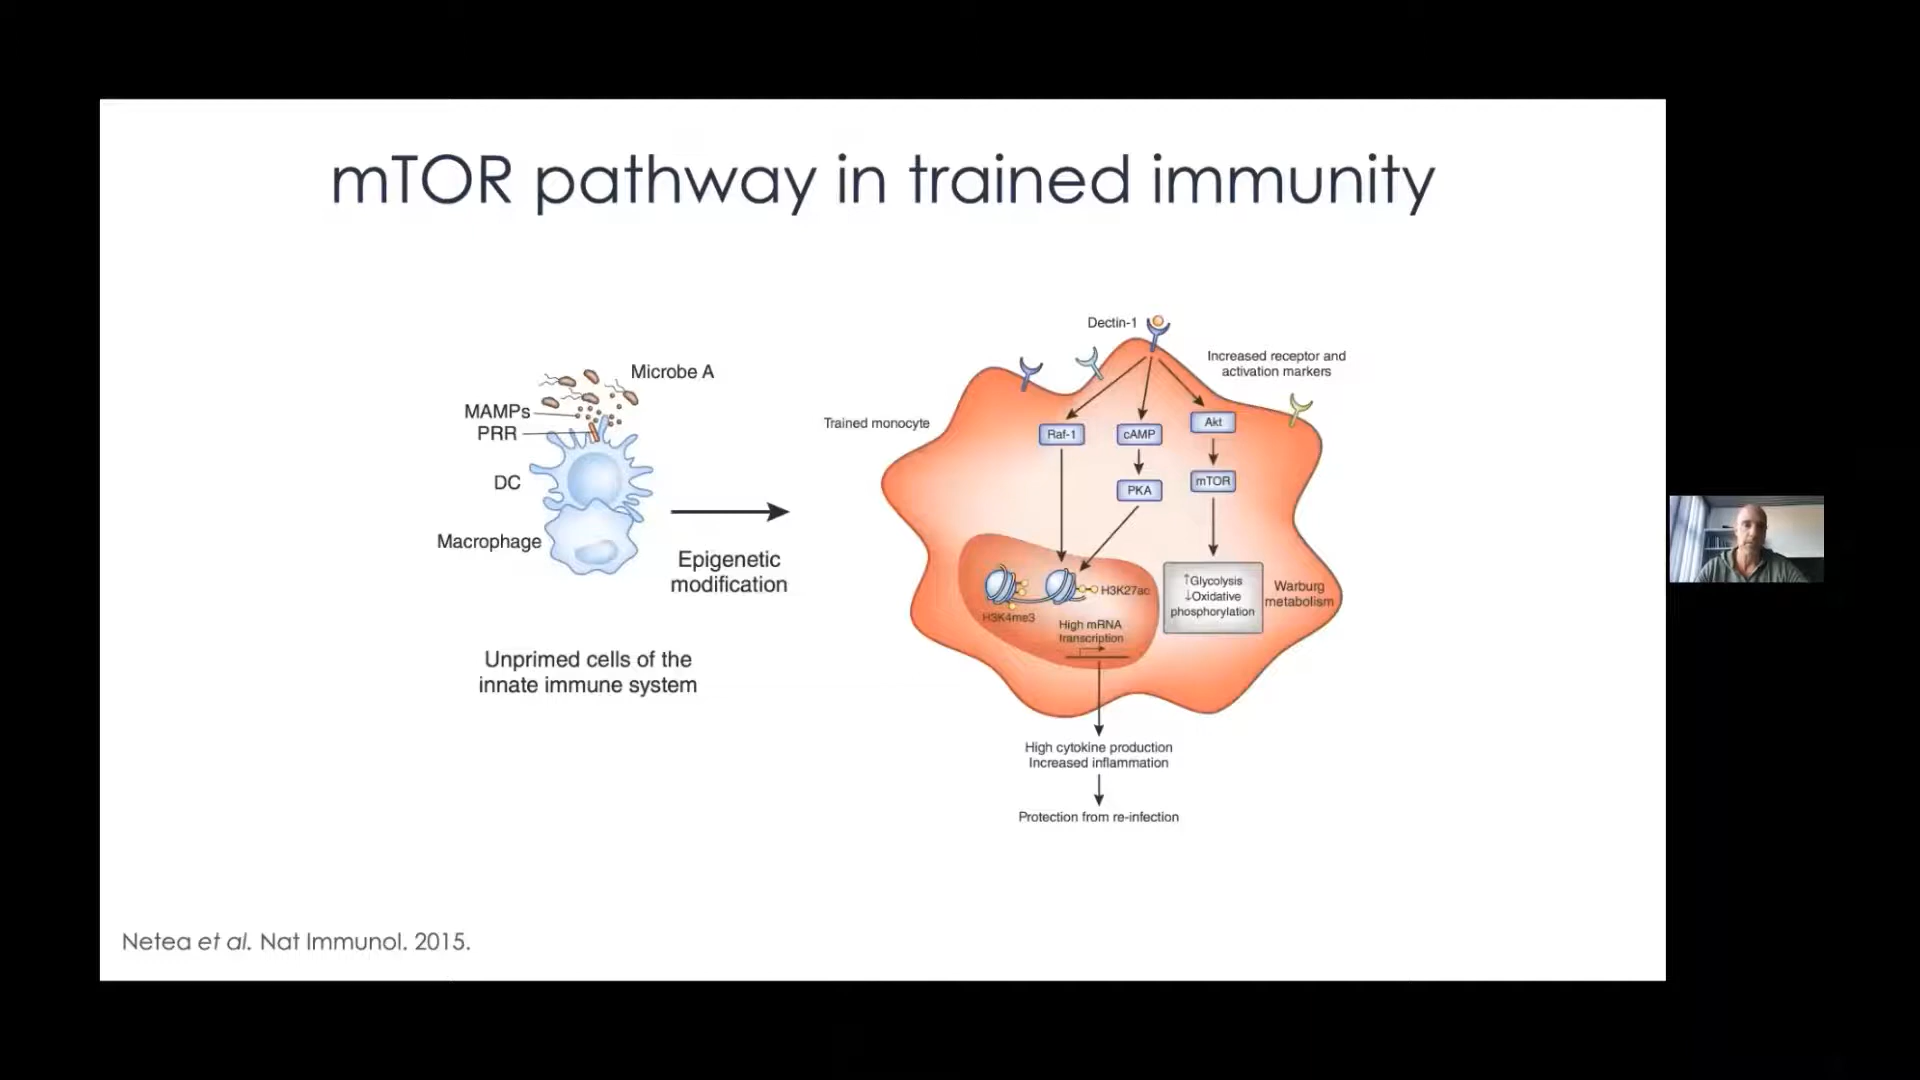 mTOR pathway in trained immunity
Microbe A
MAMPs
PRR
DC
Macrophage
Epigenetic
modification
Unprimed cells of the
innate immune system
Dectin-1
Increased receptor and
activation markers
Trained monocyte
Raf-1
cAMP
Akt
PKA
mTOR
H3K4me3
H3K27ac
High mRNA
transcription
↑Glycolysis
↓Oxidative
phosphorylation
Warburg
metabolism
High cytokine production
Increased inflammation
Protection from re-infection
Netea et al. Nat Immunol. 2015.